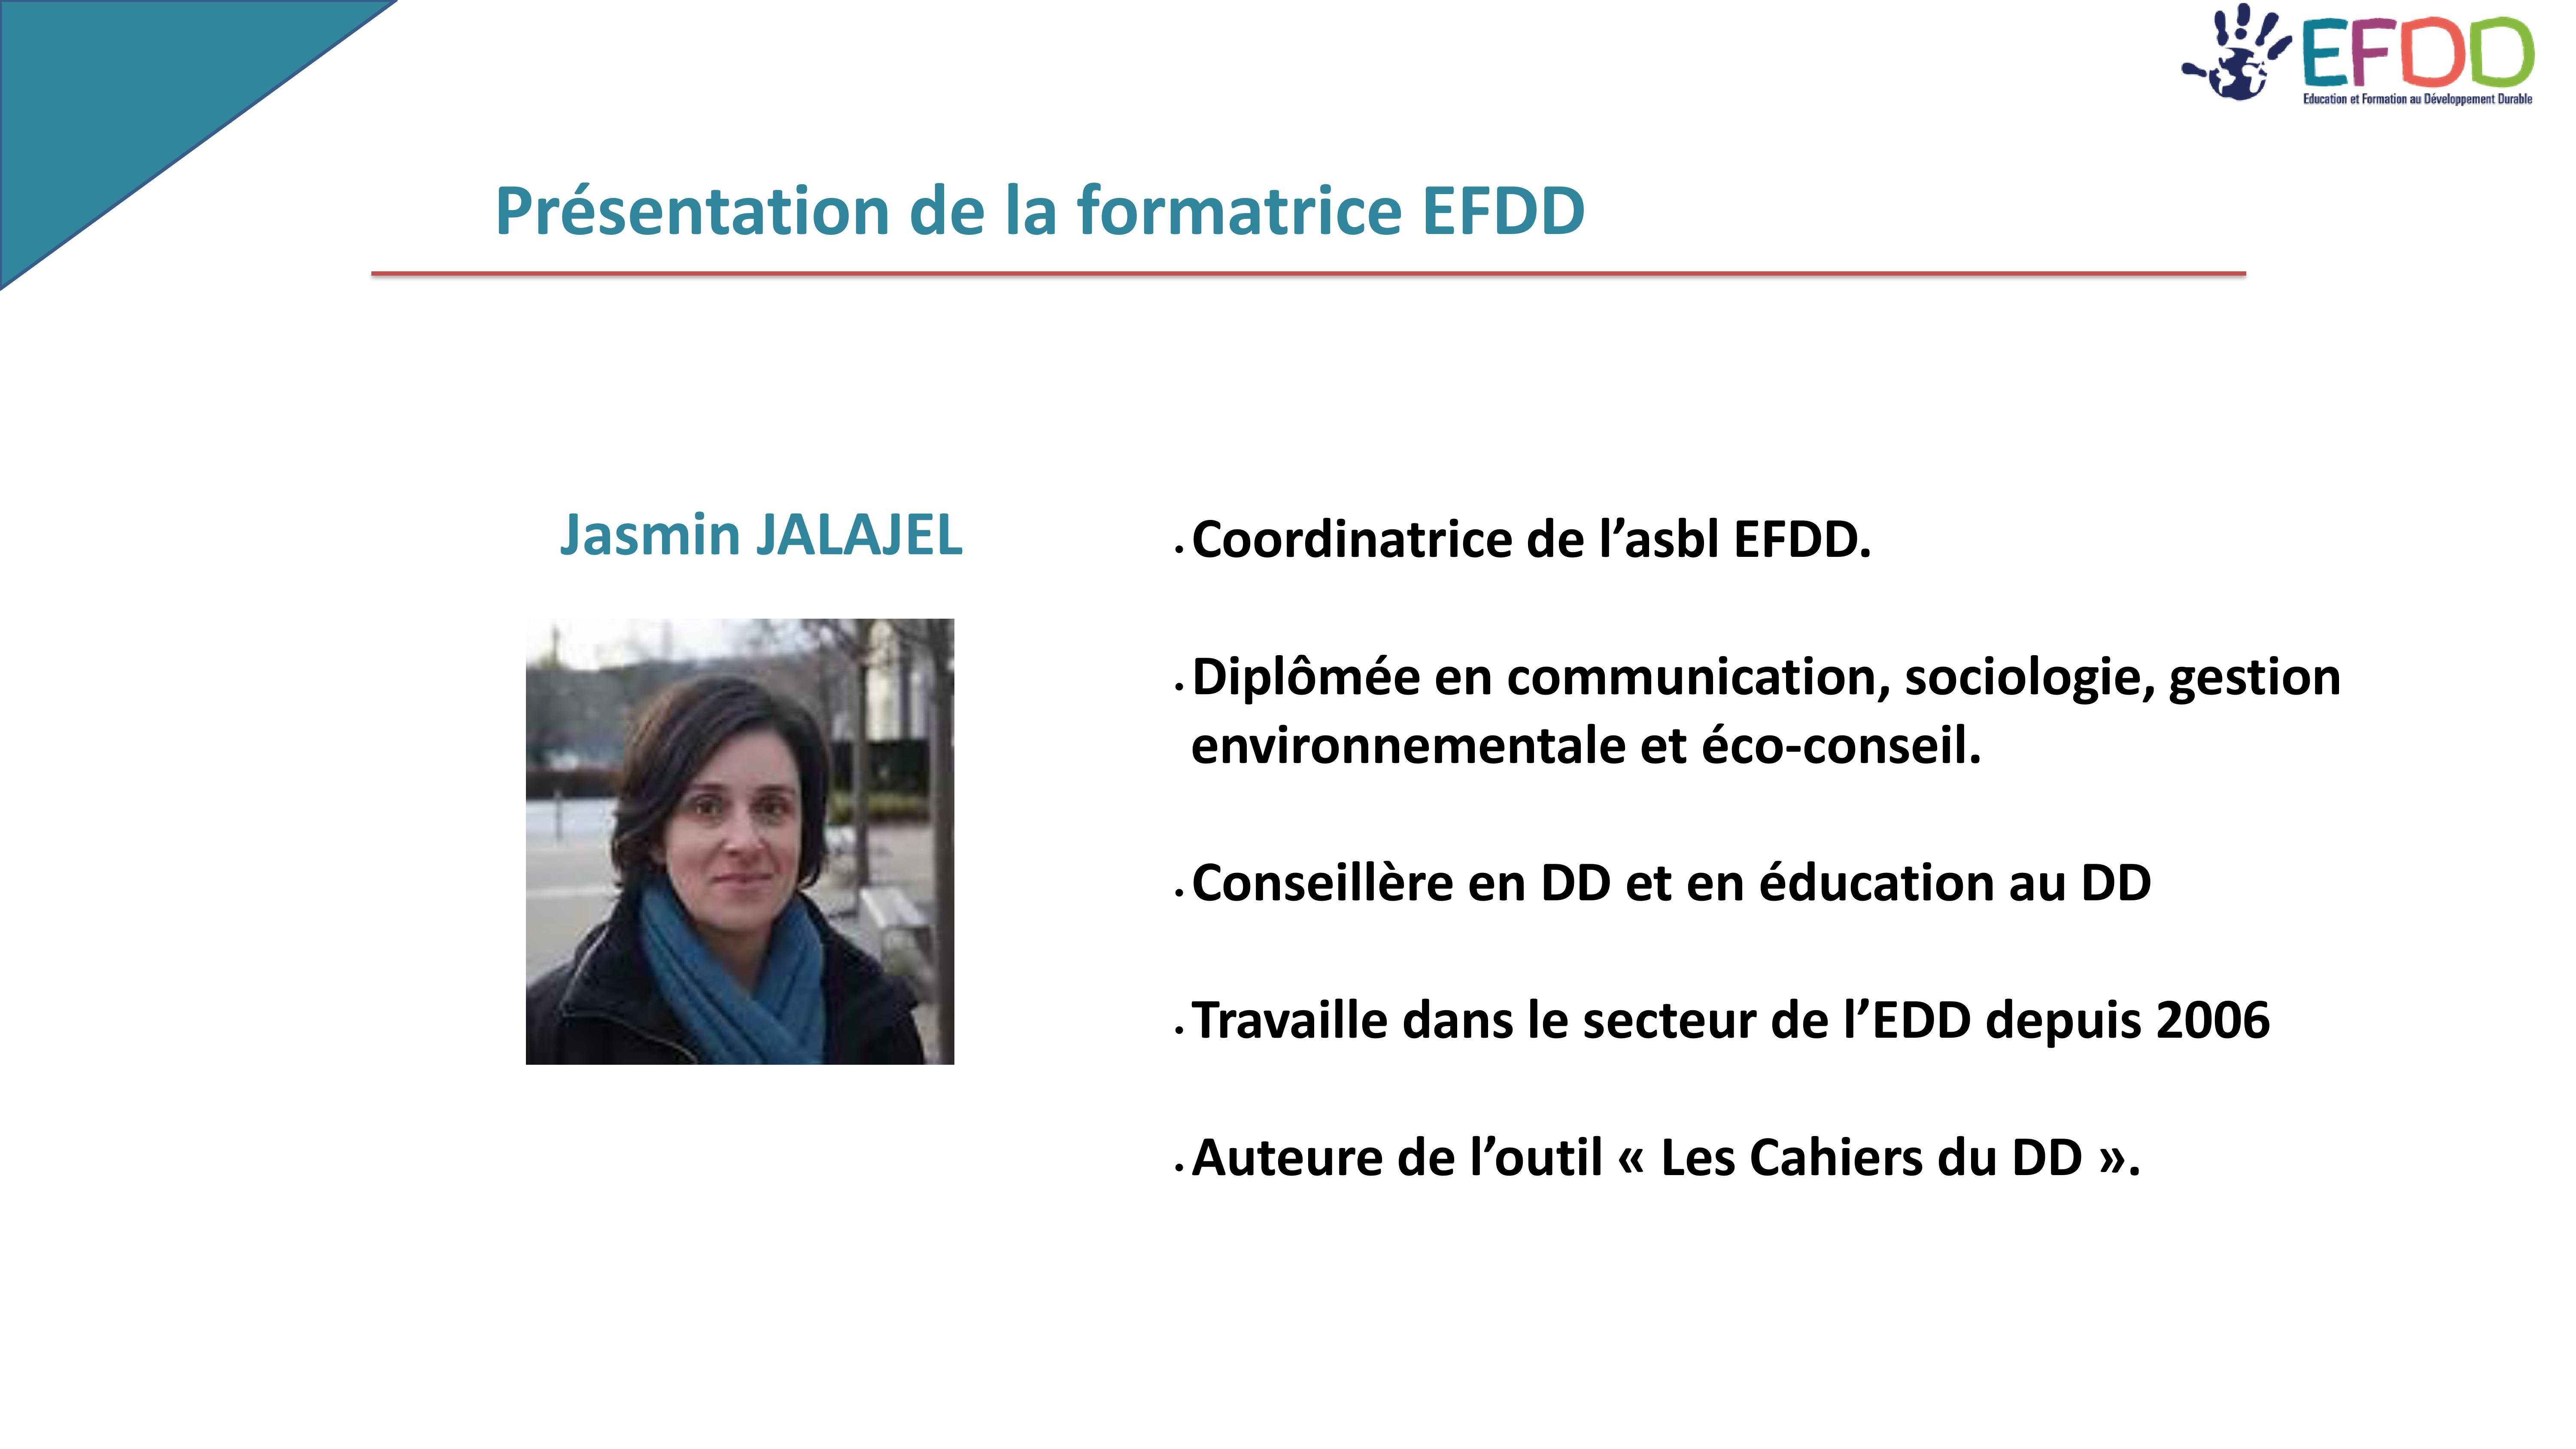 EFDD
Education et Formation au Développement Durable
Présentation de la formatrice EFDD
Jasmin JALAJEL
• Coordinatrice de l’asbl EFDD.
• Diplômée en communication, sociologie, gestion
environnementale et éco-conseil.
• Conseillère en DD et en éducation au DD
• Travaille dans le secteur de l’EDD depuis 2006
• Auteure de l’outil « Les Cahiers du DD ».